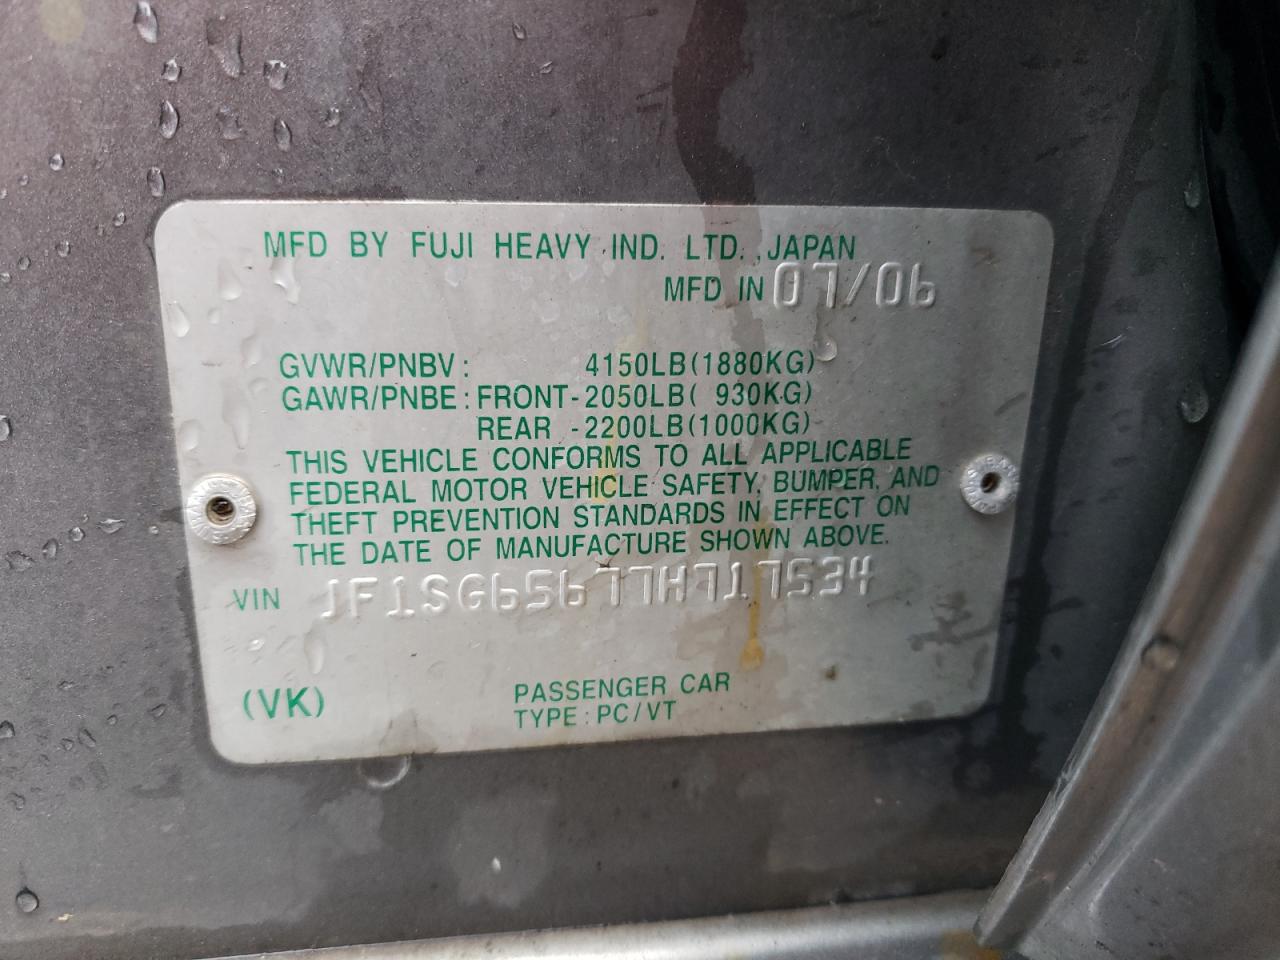 MFD BY FUJI HEAVY IND. LTD. ,JAPAN
MFD IN 07/06
GVWR/PNBV: 4150LB(1880KG)
GAWR/PNBE:FRONT-2050LB( 930KG)
REAR -2200LB(1000KG)
THIS VEHICLE CONFORMS TO ALL APPLICABLE
FEDERAL MOTOR VEHICLE SAFETY, BUMPER, AND
THEFT PREVENTION STANDARDS IN EFFECT ON
THE DATE OF MANUFACTURE SHOWN ABOVE.
VIN JF1SG65677H717534
(VK)
PASSENGER CAR
TYPE:PC/VT